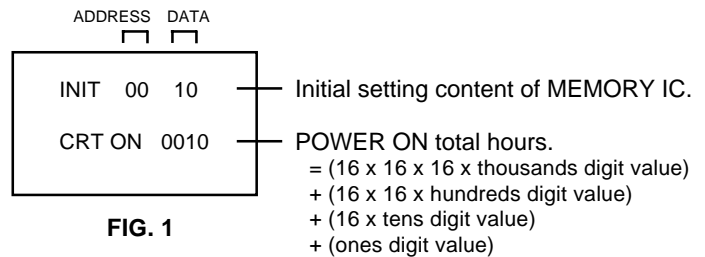 ADDRESS DATA
INIT 00 10
Initial setting content of MEMORY IC.
CRT ON 0010
POWER ON total hours.
= (16 x 16 x 16 x thousands digit value)
+ (16 x 16 x hundreds digit value)
+ (16 x tens digit value)
+ (ones digit value)
FIG. 1